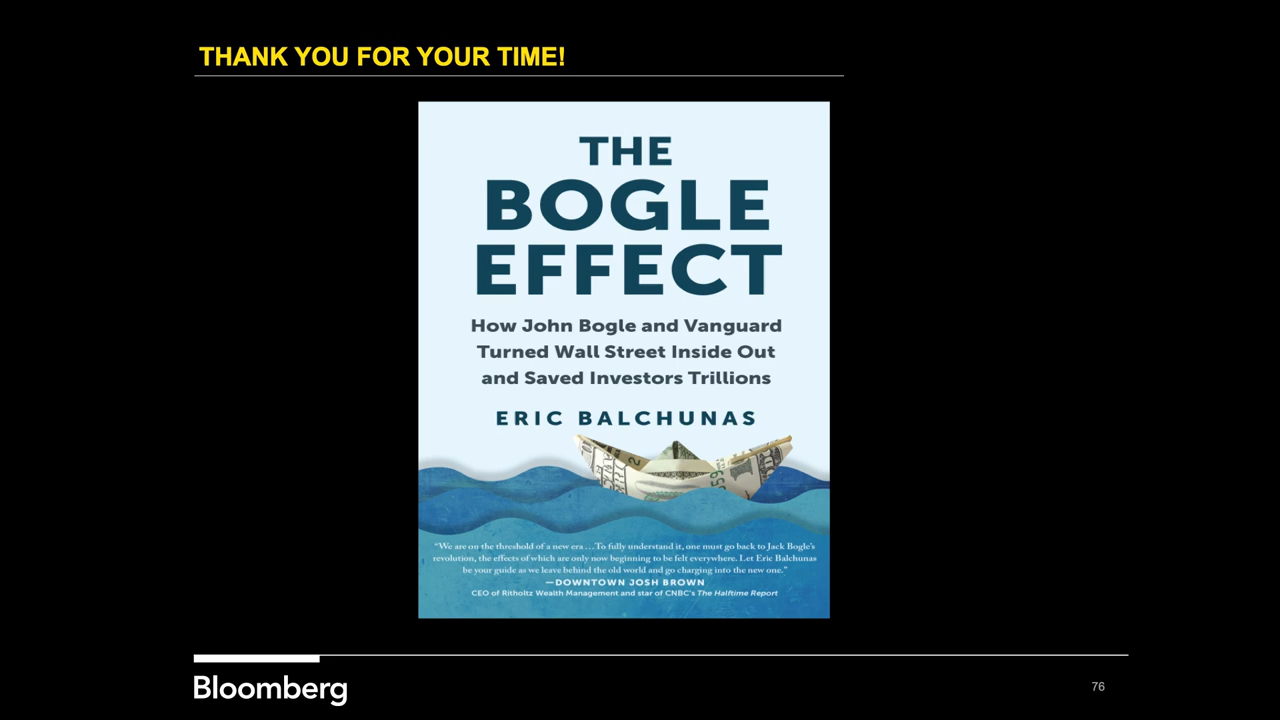 THANK YOU FOR YOUR TIME!
THE
BOGLE
EFFECT
How John Bogle and Vanguard
Turned Wall Street Inside Out
and Saved Investors Trillions
ERIC BALCHUNAS
“We are on the threshold of a new era…To fully understand it, one must go back to Jack Bogle’s
revolution, the effects of which are only now beginning to be felt everywhere. Let Eric Balchunas
be your guide as we leave behind the old world and go charging into the new one.”
—DOWNTOWN JOSH BROWN
CEO of Ritholtz Wealth Management and star of CNBC’s The Halftime Report
Bloomberg
76